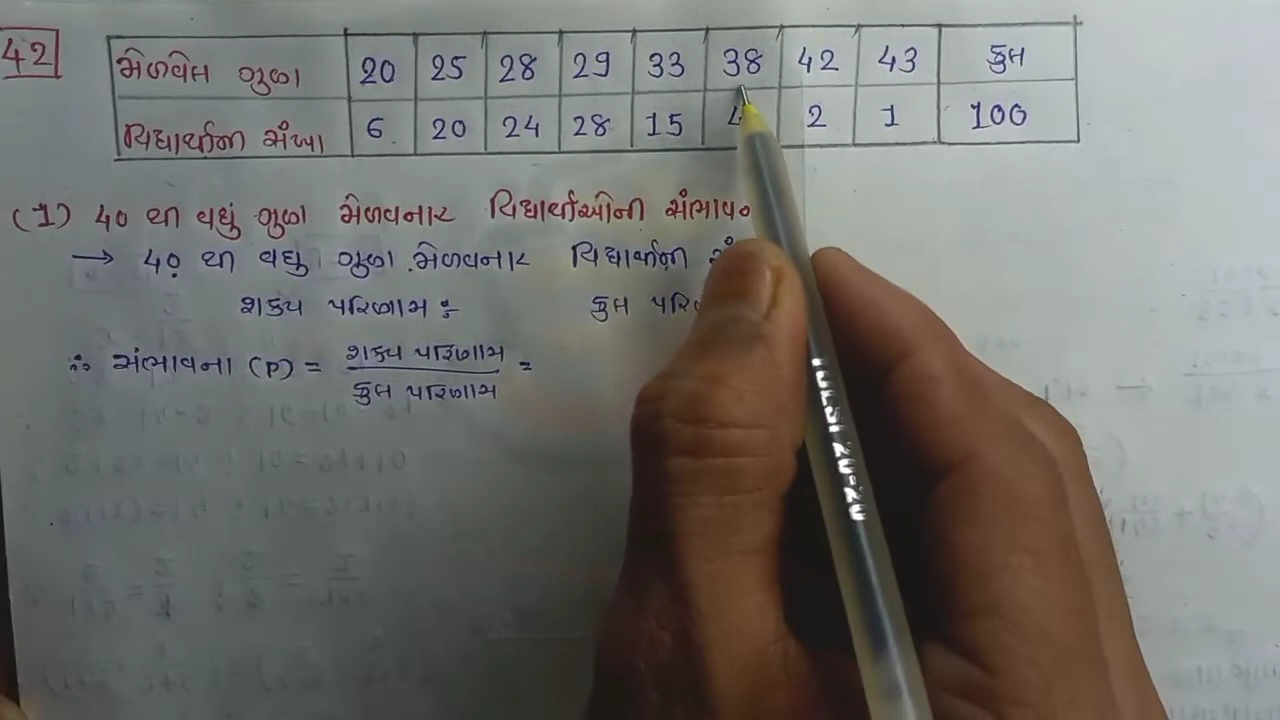 42
મેળવેલ ગુણ 20 25 28 29 33 38 42 43 કુલ
વિદ્યાર્થીની સંખ્યા 6 20 24 28 15 4 2 1 100
(1) 40 થી વધું ગુણ મેળવનાર વિદ્યાર્થીઓની
→ 40 થી વધુ ગુણ મેળવનાર વિદ્યાર્થીની
શક્ય પરિણામ : કુલ
∴ સંભાવના (P) = શક્ય પરિણામ / કુલ પરિણામ =
TULSI 20-20